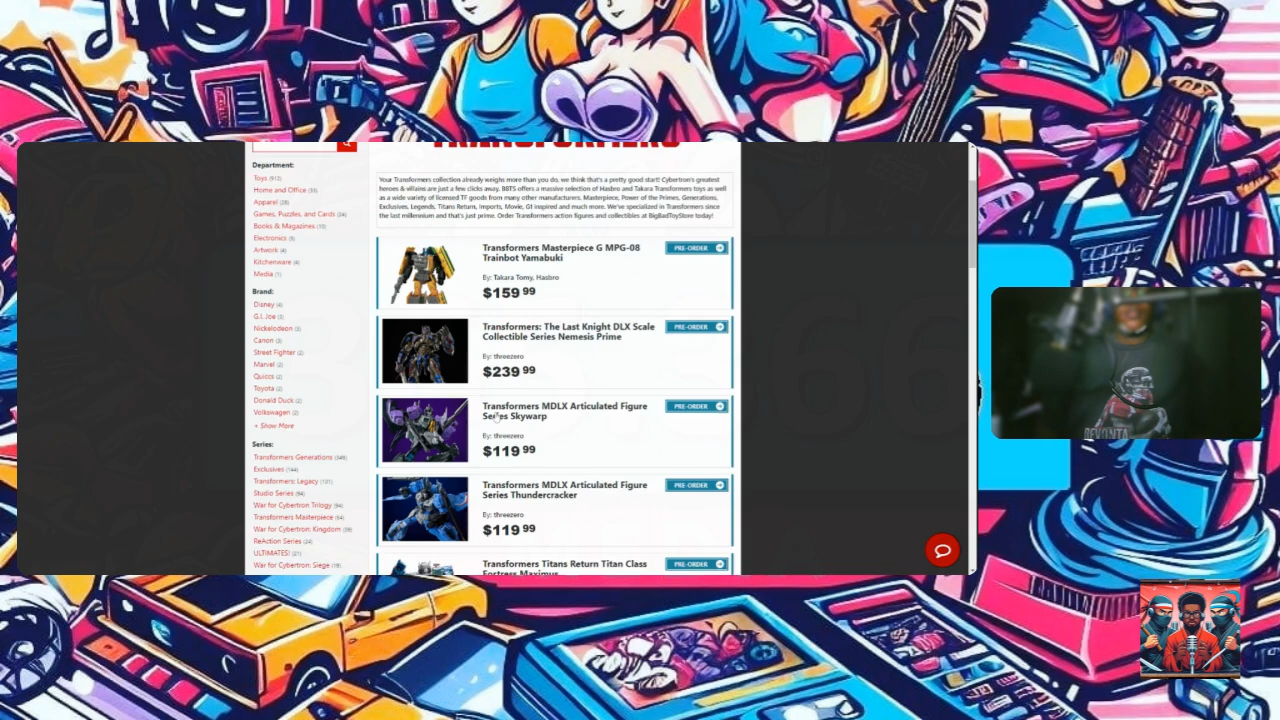 TRANSFORMERS
Department:
Toys (912)
Home and Office (33)
Apparel (28)
Games, Puzzles, and Cards (24)
Books & Magazines (10)
Electronics (5)
Artwork (4)
Kitchenware (4)
Media (1)
Brand:
Disney (4)
G.I. Joe (3)
Nickelodeon (3)
Canon (3)
Street Fighter (2)
Marvel (2)
Quiccs (2)
Toyota (2)
Donald Duck (2)
Volkswagen (2)
+ Show More
Series:
Transformers Generations (349)
Exclusives (144)
Transformers: Legacy (131)
Studio Series (94)
War for Cybertron Trilogy (94)
Transformers Masterpiece (64)
War for Cybertron: Kingdom (39)
ReAction Series (24)
ULTIMATES! (21)
War for Cybertron: Siege (19)
Your Transformers collection already weighs more than you do, we think that's a pretty good start! Cybertron's greatest
heroes & villains are just a few clicks away. BBTS offers a massive selection of Hasbro and Takara Transformers toys as well
as a wide variety of licensed TF goods from many other manufacturers. Masterpiece, Power of the Primes, Generations,
Exclusives, Legends, Titans Return, Imports, Movie, Gt inspired and much more. We've specialized in Transformers since
the last millennium and that's just prime. Order Transformers action figures and collectibles at BigBadToyStore today!
Transformers Masterpiece G MPG-08
Trainbot Yamabuki
PRE-ORDER
By: Takara Tomy, Hasbro
$159 99
Transformers: The Last Knight DLX Scale
Collectible Series Nemesis Prime
PRE-ORDER
By: threezero
$239 99
Transformers MDLX Articulated Figure
Series Skywarp
PRE-ORDER
By: threezero
$119 99
Transformers MDLX Articulated Figure
Series Thundercracker
PRE-ORDER
By: threezero
$119 99
Transformers Titans Return Titan Class
Fortress Maximus
PRE-ORDER